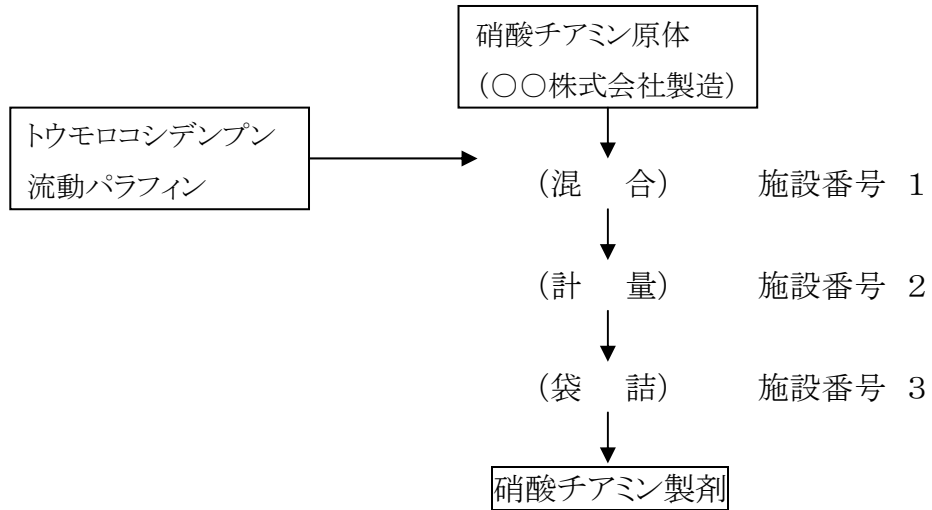 硝酸チアミン原体
(○○株式会社製造)
トウモロコシデンプン
流動パラフィン
(混　合)　施設番号　1
(計　量)　施設番号　2
(袋　詰)　施設番号　3
硝酸チアミン製剤